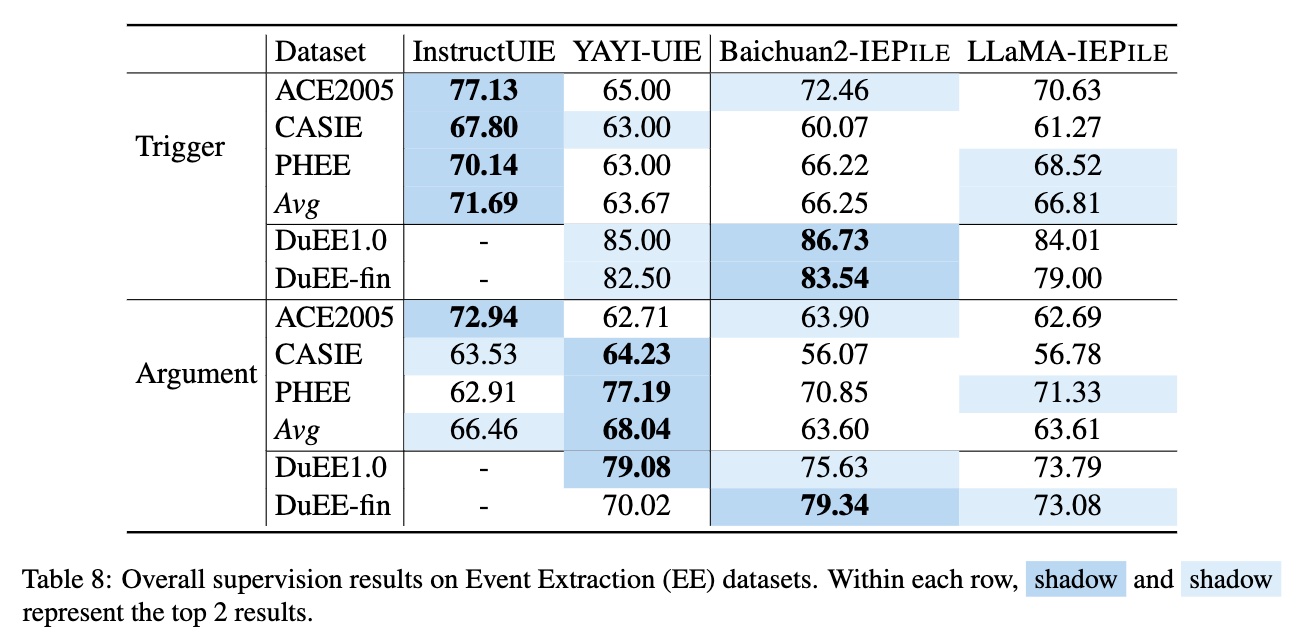 Dataset InstructUIE YAYI-UIE Baichuan2-IEPILE LLaMA-IEPILE
Trigger
ACE2005 77.13 65.00 72.46 70.63
CASIE 67.80 63.00 60.07 61.27
PHEE 70.14 63.00 66.22 68.52
Avg 71.69 63.67 66.25 66.81
DuEE1.0 - 85.00 86.73 84.01
DuEE-fin - 82.50 83.54 79.00
Argument
ACE2005 72.94 62.71 63.90 62.69
CASIE 63.53 64.23 56.07 56.78
PHEE 62.91 77.19 70.85 71.33
Avg 66.46 68.04 63.60 63.61
DuEE1.0 - 79.08 75.63 73.79
DuEE-fin - 70.02 79.34 73.08
Table 8: Overall supervision results on Event Extraction (EE) datasets. Within each row, shadow and shadow
represent the top 2 results.